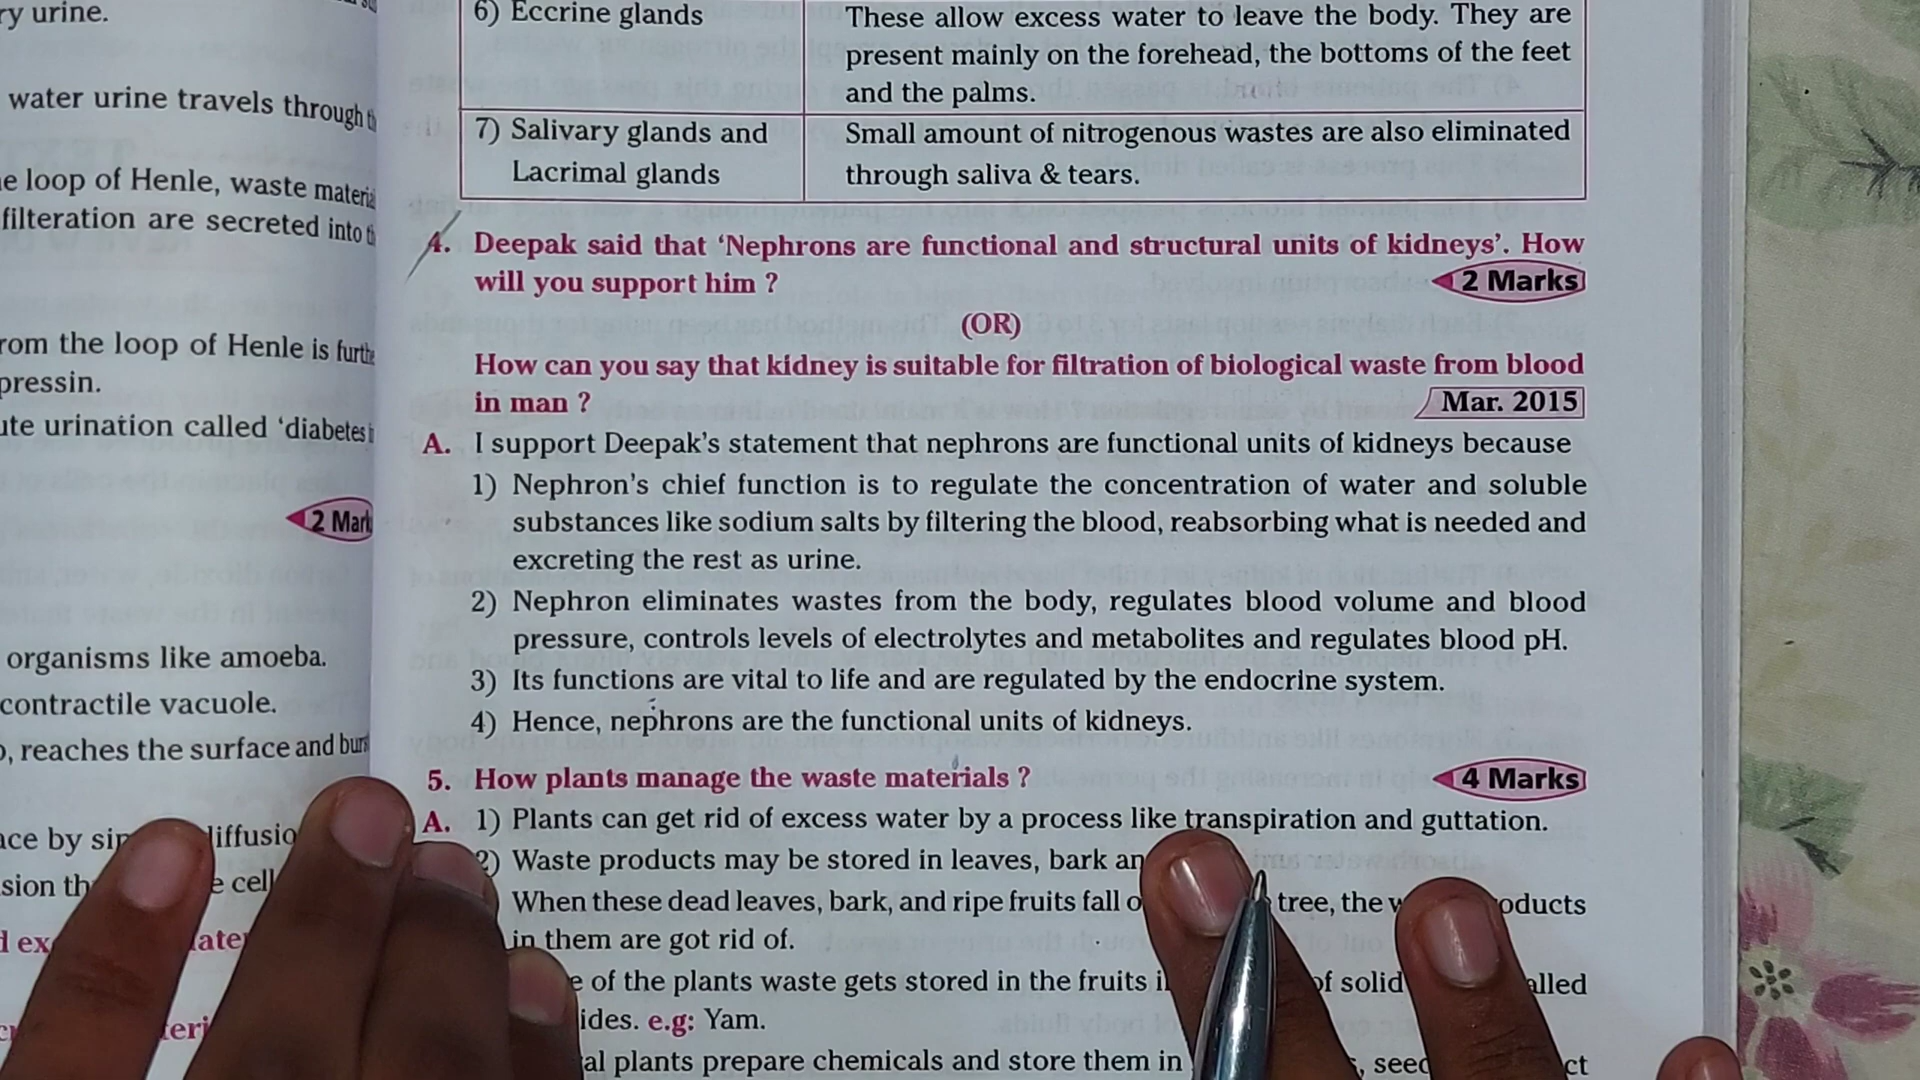 ry urine.
water urine travels through
e loop of Henle, waste
filteration are secreted into
rom the loop of Henle is
pressin.
ute urination called ‘diabetes
2
organisms like amoeba.
contractile vacuole.
reaches the surface and
ace by
sion
6) Eccrine glands
These allow excess water to leave the body. They are
present mainly on the forehead, the bottoms of the feet
and the palms.
7) Salivary glands and
Lacrimal glands
Small amount of nitrogenous wastes are also eliminated
through saliva & tears.
4. Deepak said that ‘Nephrons are functional and structural units of kidneys’. How
will you support him ?
2 Marks
(OR)
How can you say that kidney is suitable for filtration of biological waste from blood
in man ?
Mar. 2015
A. I support Deepak’s statement that nephrons are functional units of kidneys because
1) Nephron’s chief function is to regulate the concentration of water and soluble
substances like sodium salts by filtering the blood, reabsorbing what is needed and
excreting the rest as urine.
2) Nephron eliminates wastes from the body, regulates blood volume and blood
pressure, controls levels of electrolytes and metabolites and regulates blood pH.
3) Its functions are vital to life and are regulated by the endocrine system.
4) Hence, nephrons are the functional units of kidneys.
5. How plants manage the waste materials ?
4 Marks
A. 1) Plants can get rid of excess water by a process like transpiration and guttation.
2) Waste products may be stored in leaves, bark
When these dead leaves, bark, and ripe fruits fall tree, the
in them are got rid of.
of the plants waste gets stored in the fruits of solid
ides. e.g: Yam.
al plants prepare chemicals and store them in